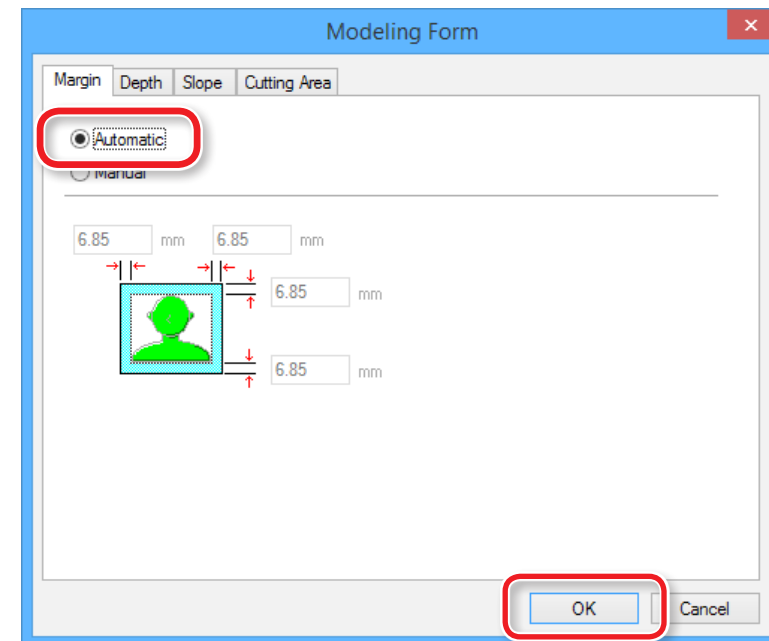 Modeling Form
Margin Depth Slope Cutting Area
Automatic
Manual
6.85 mm 6.85 mm
6.85 mm
6.85 mm
OK Cancel